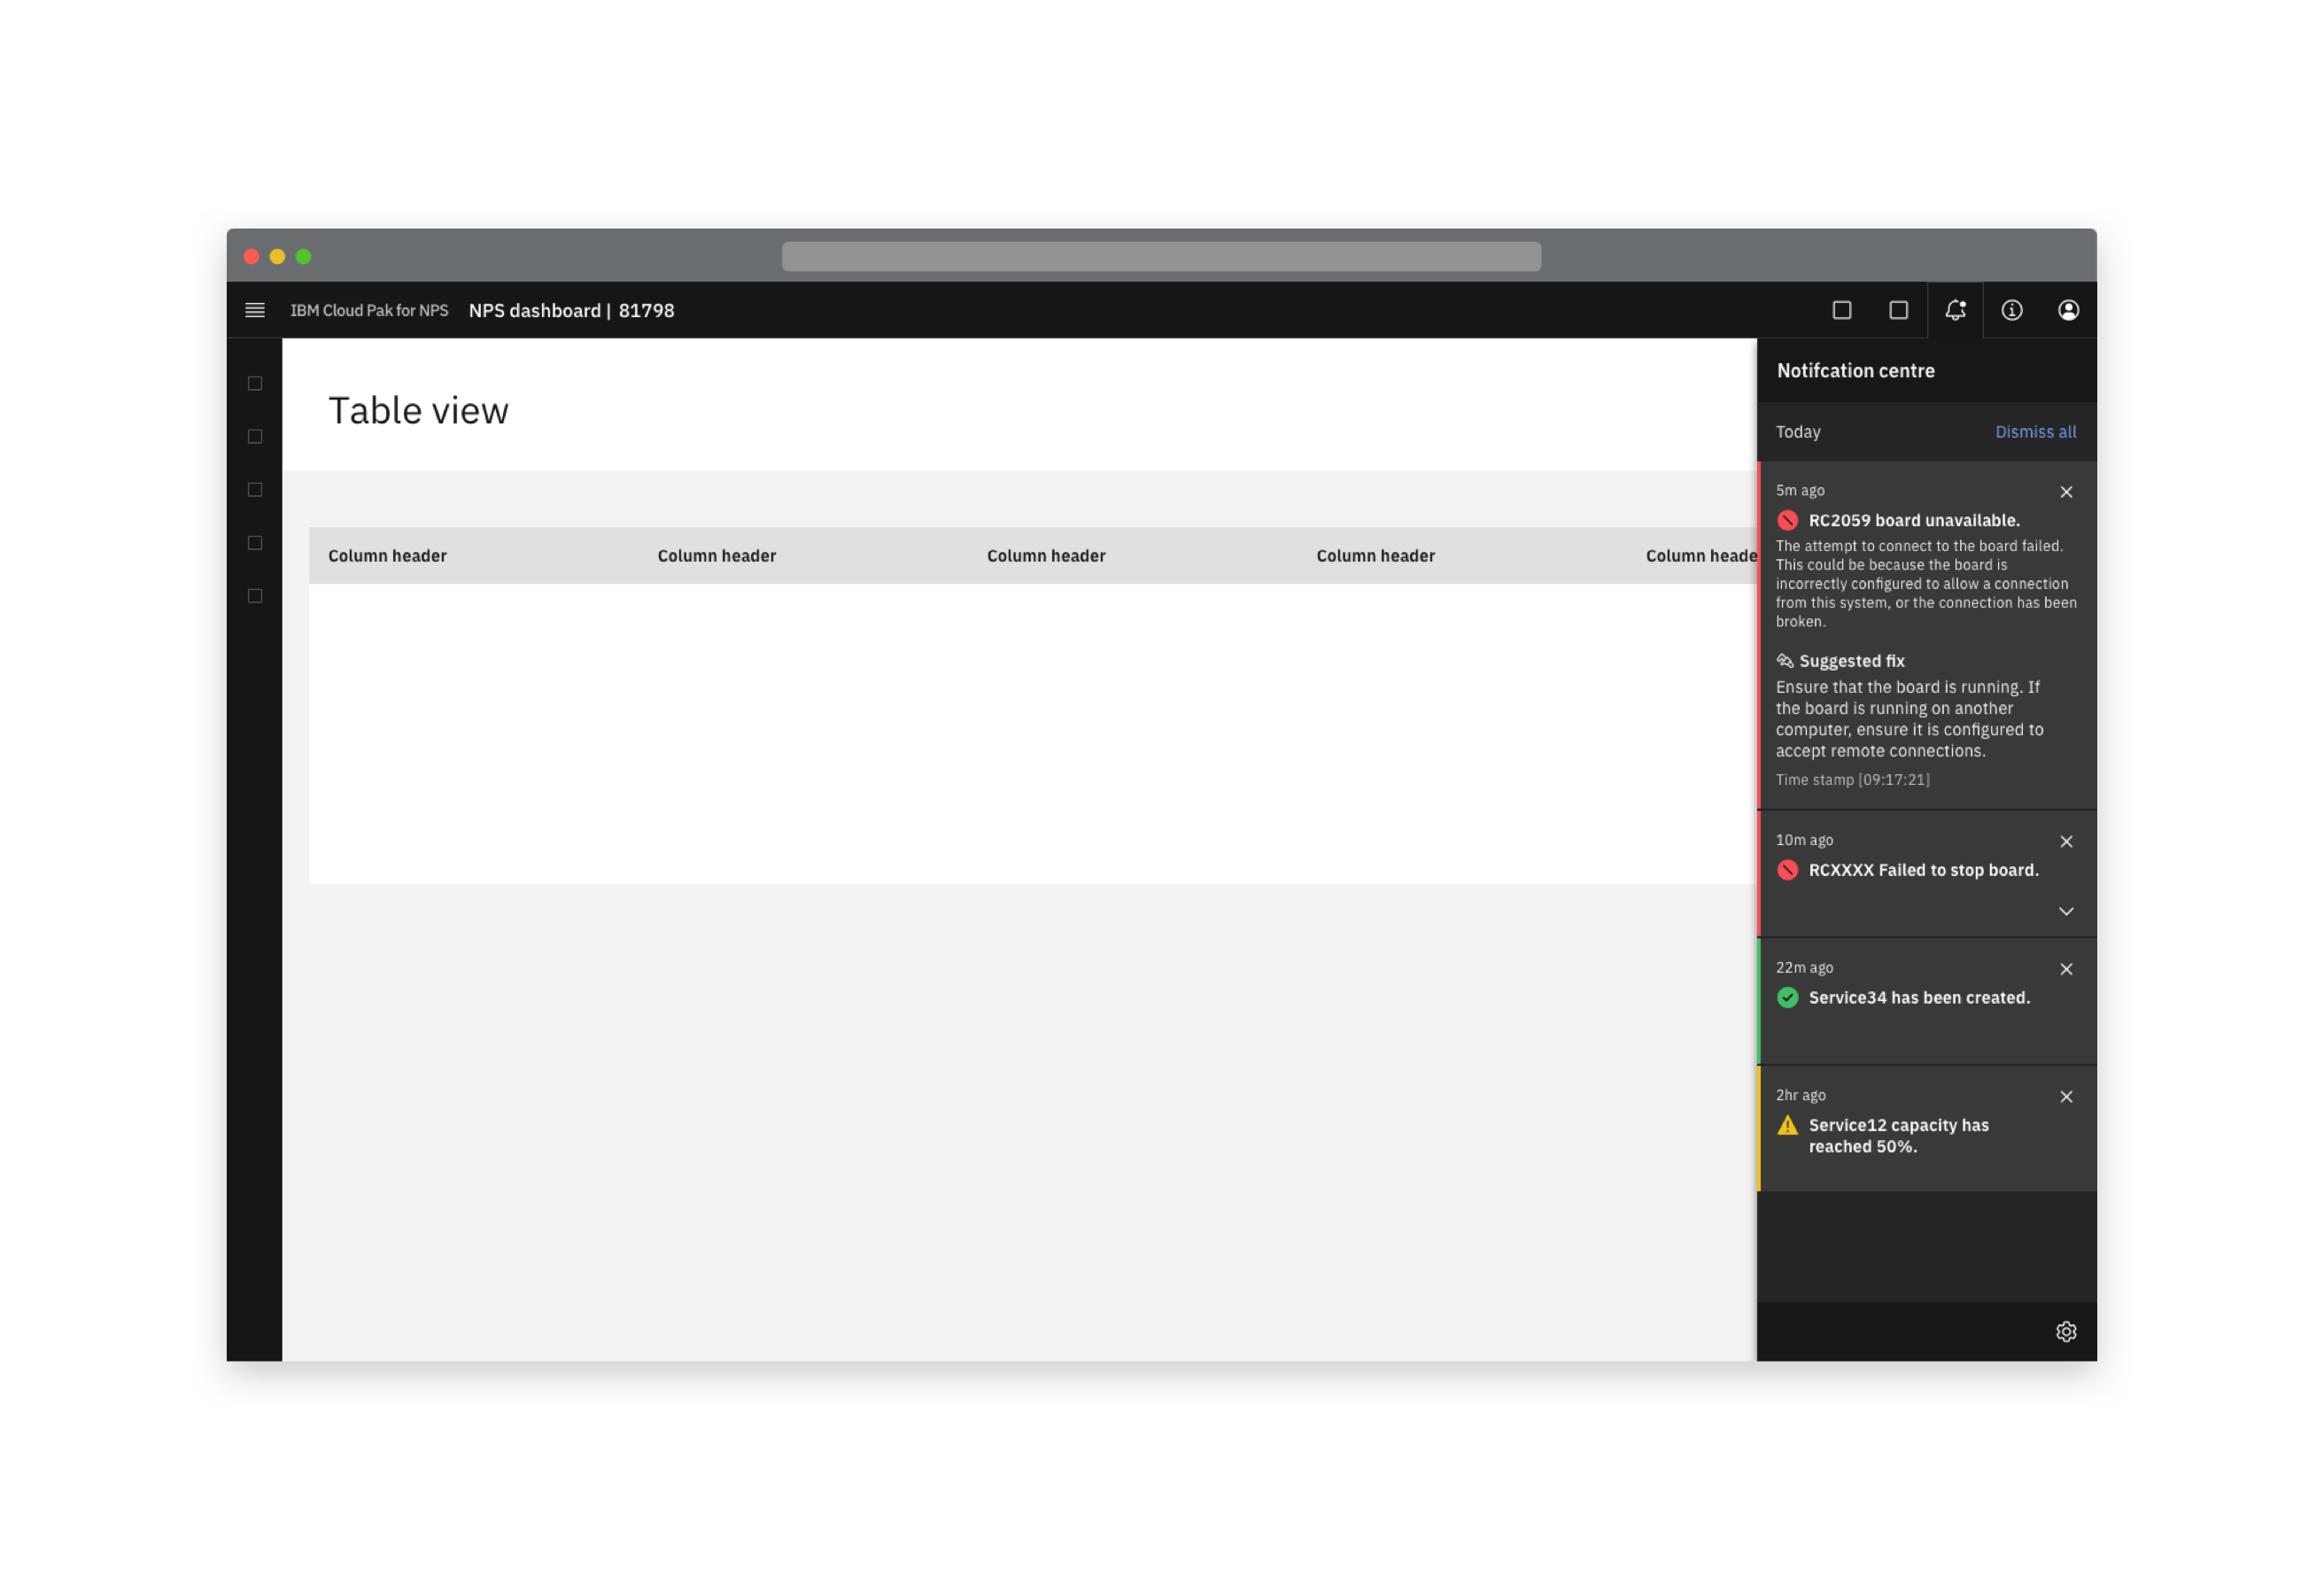 IBM Cloud Pak for NPS NPS dashboard | 81798
Table view
Column header Column header Column header Column header Column heade
Notifcation centre
Today Dismiss all
5m ago
RC2059 board unavailable.
The attempt to connect to the board failed.
This could be because the board is
incorrectly configured to allow a connection
from this system, or the connection has been
broken.
Suggested fix
Ensure that the board is running. If
the board is running on another
computer, ensure it is configured to
accept remote connections.
Time stamp [09:17:21]
10m ago
RCXXXX Failed to stop board.
22m ago
Service34 has been created.
2hr ago
Service12 capacity has
reached 50%.